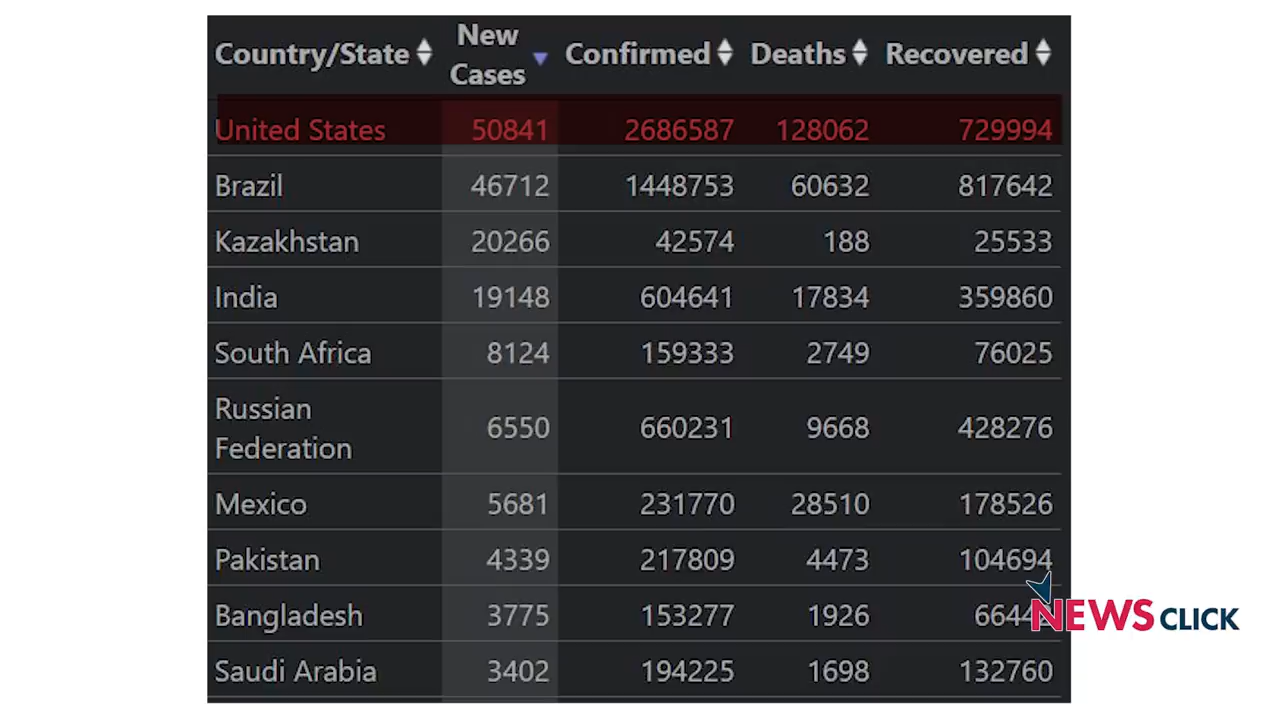 Country/State New Cases Confirmed Deaths Recovered
United States 50841 2686587 128062 729994
Brazil 46712 1448753 60632 817642
Kazakhstan 20266 42574 188 25533
India 19148 604641 17834 359860
South Africa 8124 159333 2749 76025
Russian Federation 6550 660231 9668 428276
Mexico 5681 231770 28510 178526
Pakistan 4339 217809 4473 104694
Bangladesh 3775 153277 1926
NEWS CLICK
Saudi Arabia 3402 194225 1698 132760